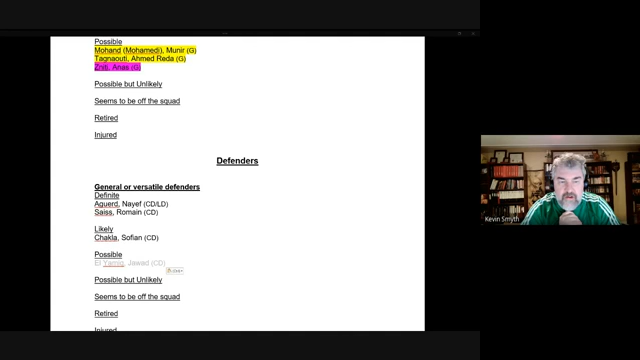 Possible
Mohand (Mohamedi), Munir (G)
Tagnaouti, Ahmed Reda (G)
Zniti, Anas (G)
Possible but Unlikely
Seems to be off the squad
Retired
Injured
Defenders
General or versatile defenders
Definite
Aguerd, Nayef (CD/LD)
Saiss, Romain (CD)
Likely
Chakla, Sofian (CD)
Possible
El Yamiq, Jawad (CD)
Possible but Unlikely
Seems to be off the squad
Retired
Injured
Kevin Smyth